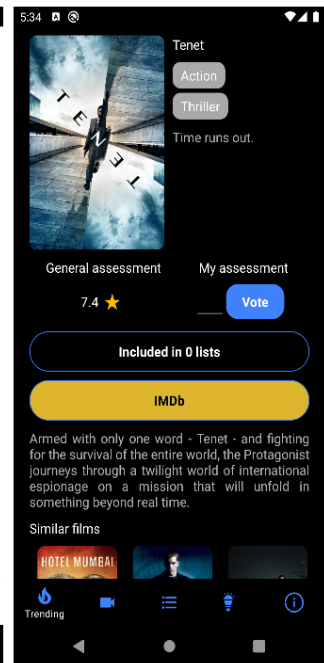 5:34
Tenet
Action
Thriller
Time runs out.
TENET
General assessment
My assessment
7.4
Vote
Included in 0 lists
IMDb
Armed with only one word - Tenet - and fighting
for the survival of the entire world, the Protagonist
journeys through a twilight world of international
espionage on a mission that will unfold in
something beyond real time.
Similar films
HOTEL MUMBAI
Trending